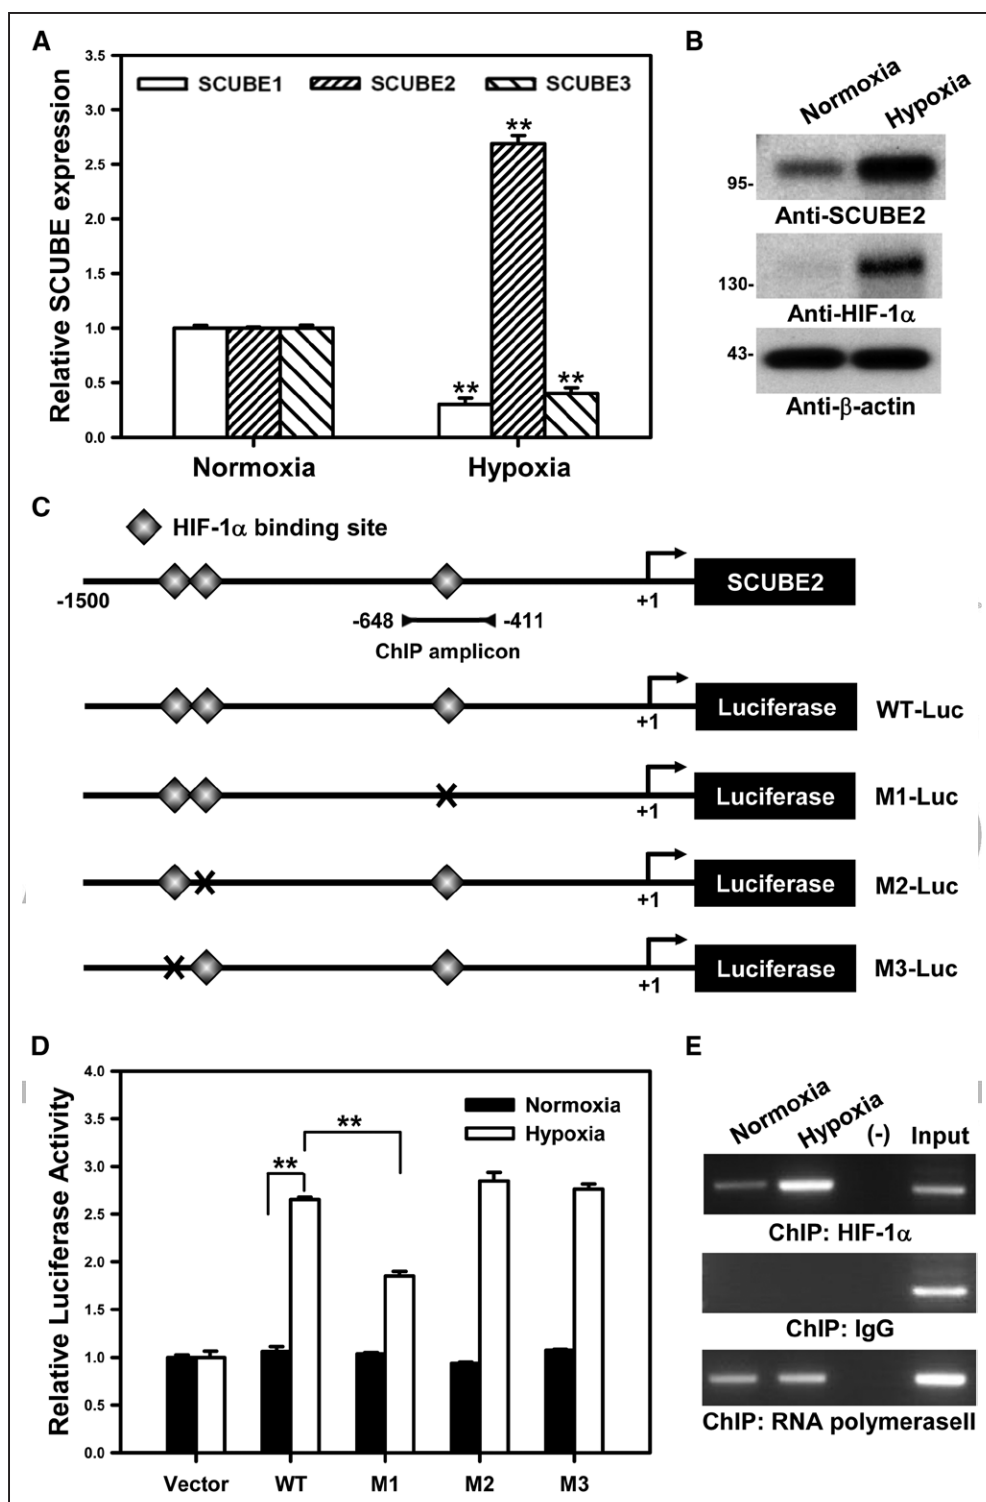 A
3.5
3.0
2.5
2.0
1.5
1.0
0.5
0.0
Relative SCUBE expression
SCUBE1 SCUBE2 SCUBE3
**
**
**
Normoxia Hypoxia
B
Normoxia Hypoxia
95-
Anti-SCUBE2
130-
Anti-HIF-1α
43-
Anti-β-actin
C
HIF-1α binding site
-1500 +1 SCUBE2
-648 -411
ChIP amplicon
+1 Luciferase WT-Luc
+1 Luciferase M1-Luc
+1 Luciferase M2-Luc
+1 Luciferase M3-Luc
D
4.0
3.5
3.0
2.5
2.0
1.5
1.0
0.5
0.0
Relative Luciferase Activity
Normoxia
Hypoxia
**
**
Vector WT M1 M2 M3
E
Normoxia Hypoxia (-) Input
ChIP: HIF-1α
ChIP: IgG
ChIP: RNA polymeraseII